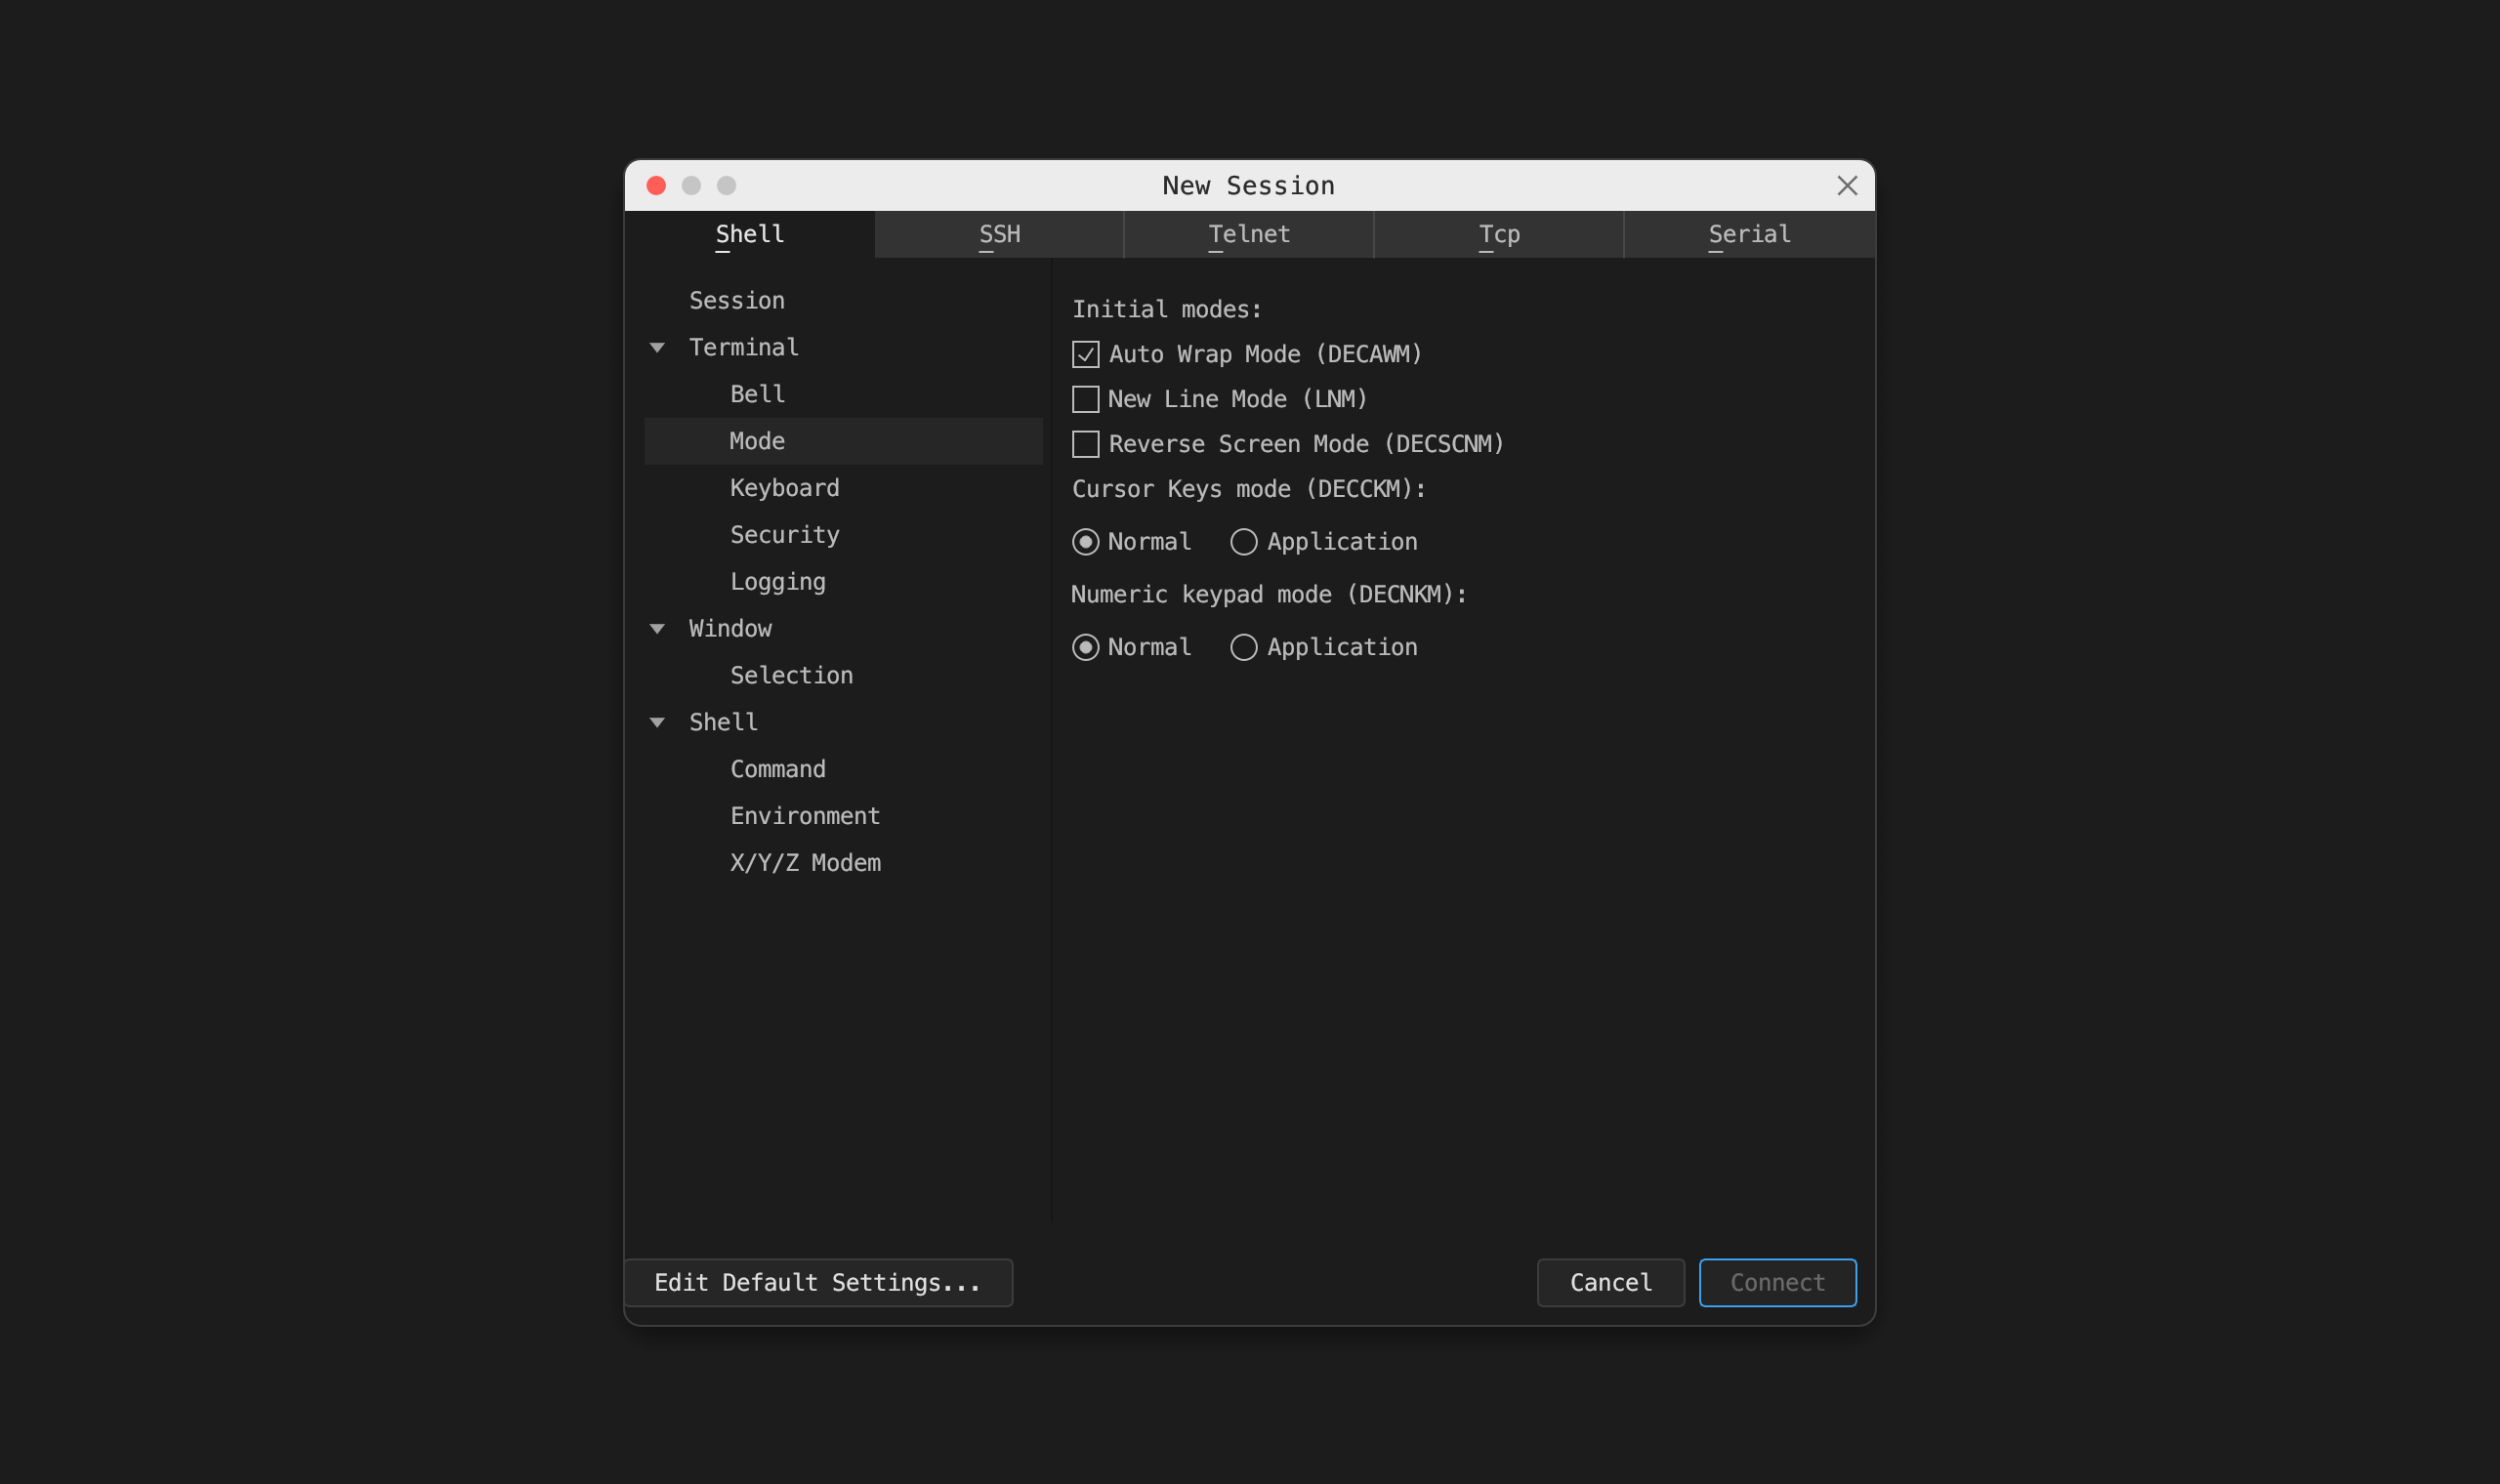 New Session
Shell
SSH
Telnet
Tcp
Serial
Session
Terminal
Bell
Mode
Keyboard
Security
Logging
Window
Selection
Shell
Command
Environment
X/Y/Z Modem
Initial modes:
Auto Wrap Mode (DECAWM)
New Line Mode (LNM)
Reverse Screen Mode (DECSCNM)
Cursor Keys mode (DECCKM):
Normal Application
Numeric keypad mode (DECNKM):
Normal Application
Edit Default Settings...
Cancel
Connect